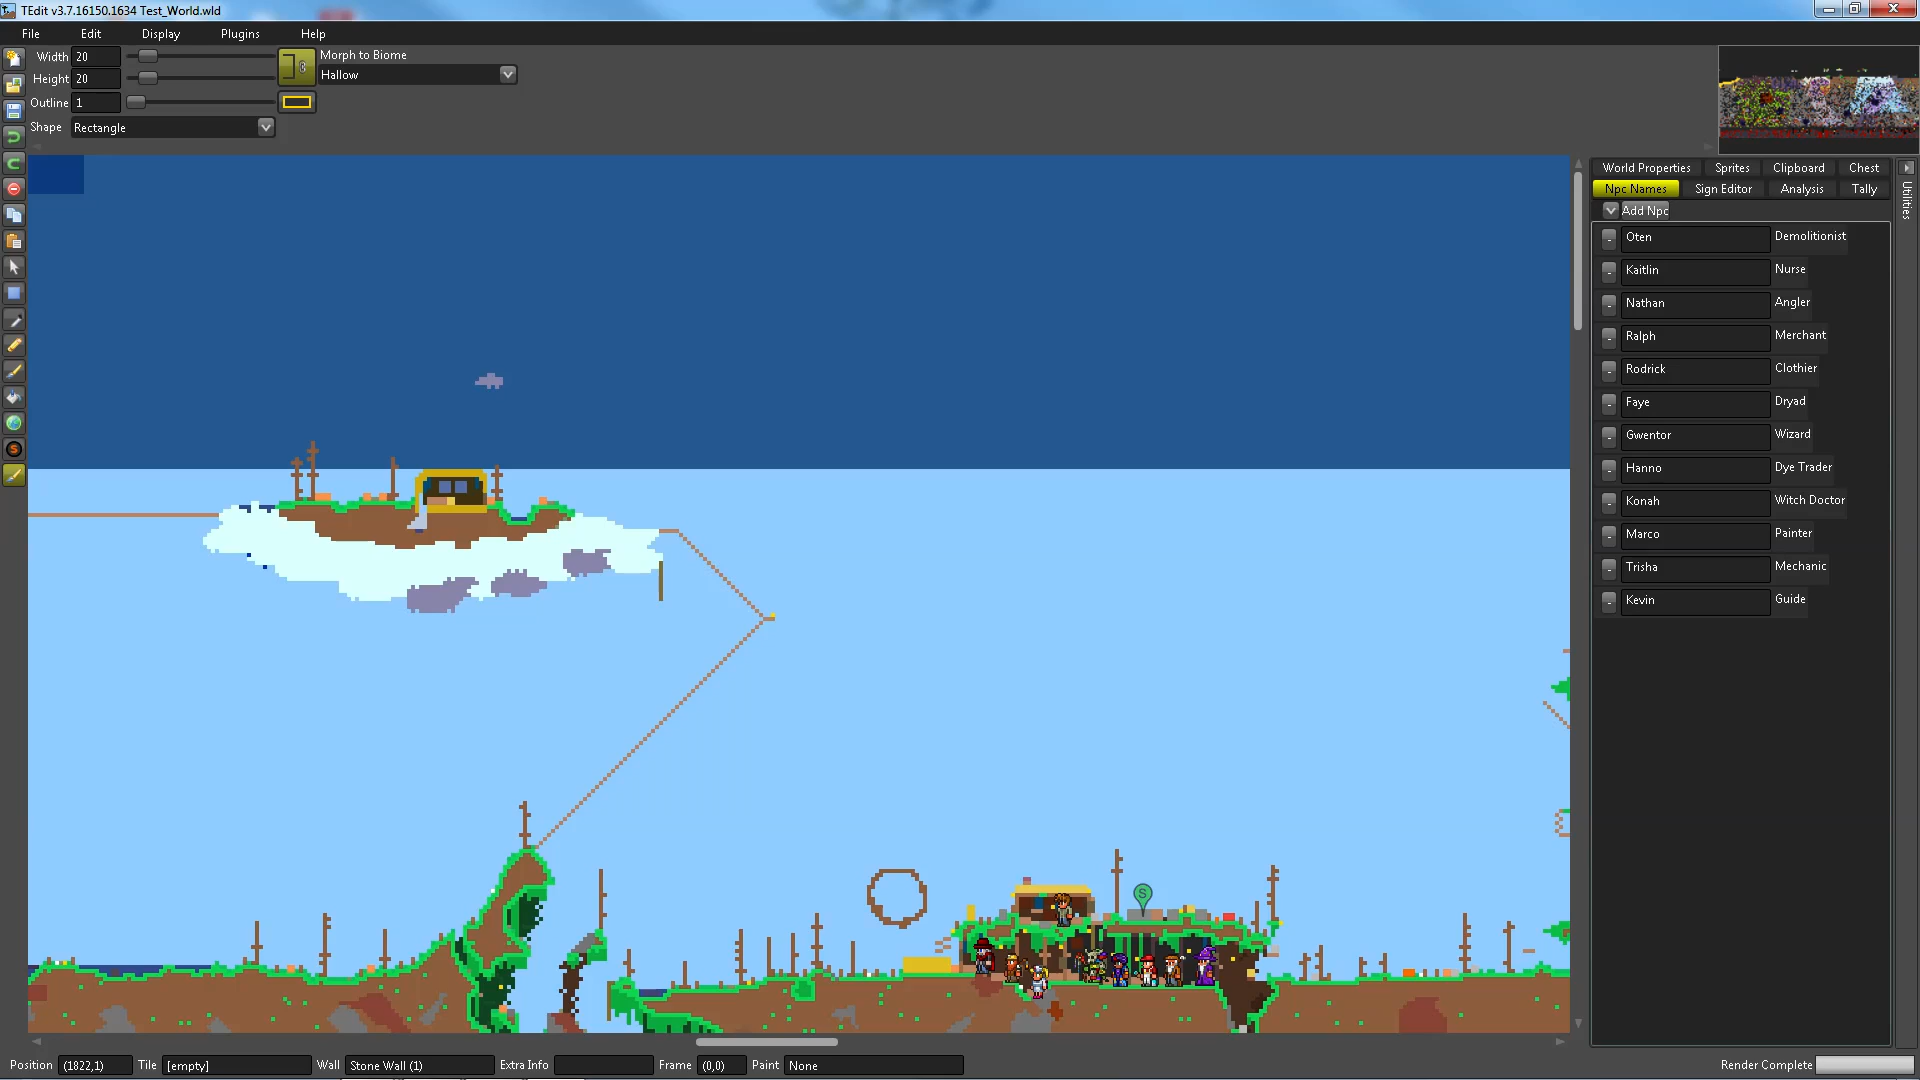 TEdit v3.7.16150.1634 Test_World.wld
File Edit Display Plugins Help
Width 20
Height 20
Outline 1
Shape Rectangle
Morph to Biome
Hallow
World Properties Sprites Clipboard Chest
Npc Names Sign Editor Analysis Tally
Utilities
Add Npc
- Oten Demolitionist
- Kaitlin Nurse
- Nathan Angler
- Ralph Merchant
- Rodrick Clothier
- Faye Dryad
- Gwentor Wizard
- Hanno Dye Trader
- Konah Witch Doctor
- Marco Painter
- Trisha Mechanic
- Kevin Guide
S
S
Position (1822,1) Tile [empty] Wall Stone Wall (1) Extra Info Frame (0,0) Paint None Render Complete